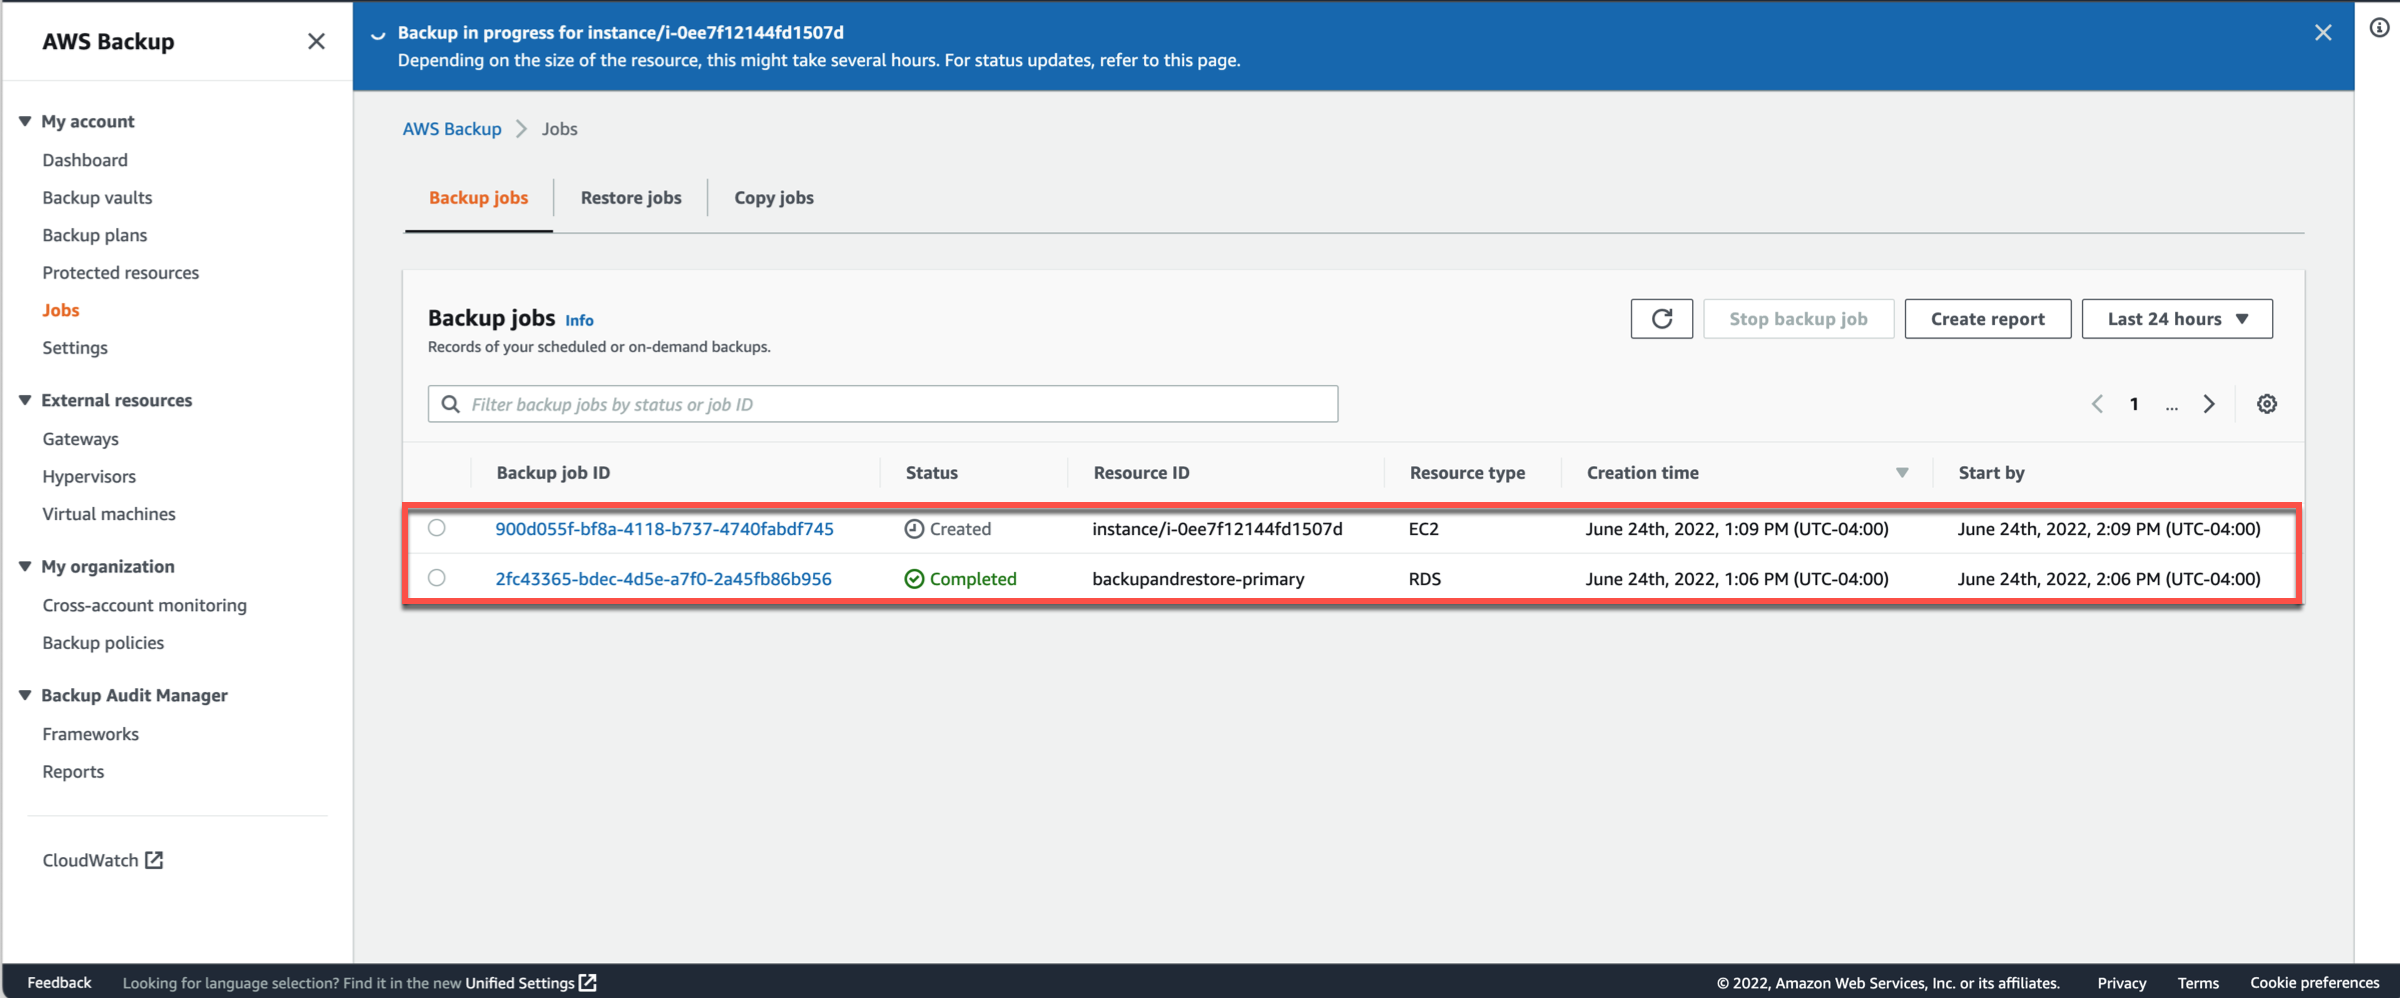 AWS Backup
Backup in progress for instance/i-0ee7f12144fd1507d
Depending on the size of the resource, this might take several hours. For status updates, refer to this page.
My account
Dashboard
Backup vaults
Backup plans
Protected resources
Jobs
Settings
External resources
Gateways
Hypervisors
Virtual machines
My organization
Cross-account monitoring
Backup policies
Backup Audit Manager
Frameworks
Reports
CloudWatch
AWS Backup > Jobs
Backup jobs Restore jobs Copy jobs
Backup jobs Info
Records of your scheduled or on-demand backups.
Stop backup job Create report Last 24 hours
Filter backup jobs by status or job ID
1 ...
Backup job ID Status Resource ID Resource type Creation time Start by
900d055f-bf8a-4118-b737-4740fabdf745 Created instance/i-0ee7f12144fd1507d EC2 June 24th, 2022, 1:09 PM (UTC-04:00) June 24th, 2022, 2:09 PM (UTC-04:00)
2fc43365-bdec-4d5e-a7f0-2a45fb86b956 Completed backupandrestore-primary RDS June 24th, 2022, 1:06 PM (UTC-04:00) June 24th, 2022, 2:06 PM (UTC-04:00)
Feedback Looking for language selection? Find it in the new Unified Settings © 2022, Amazon Web Services, Inc. or its affiliates. Privacy Terms Cookie preferences